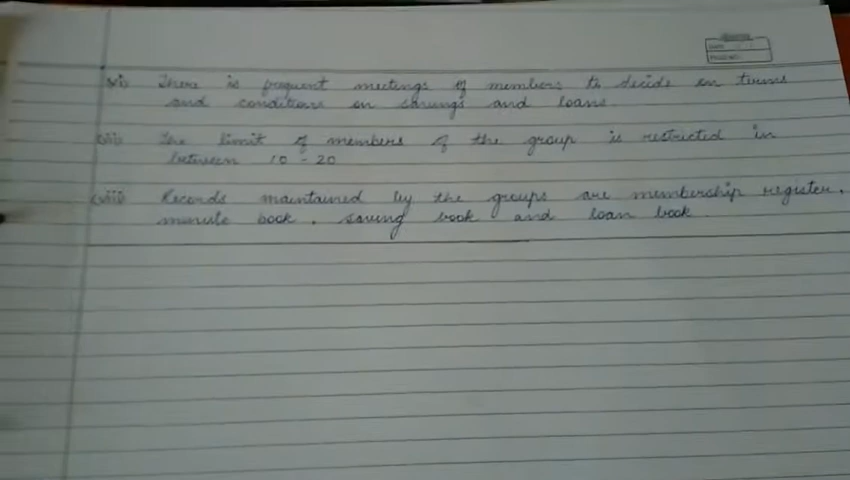 vi) There is frequent meetings of members to decide on terms
and conditions on savings and loans
vii) The limit of members of the group is restricted in
between 10 - 20
(viii) Records maintained by the groups are membership register,
minute book, saving book and loan book.